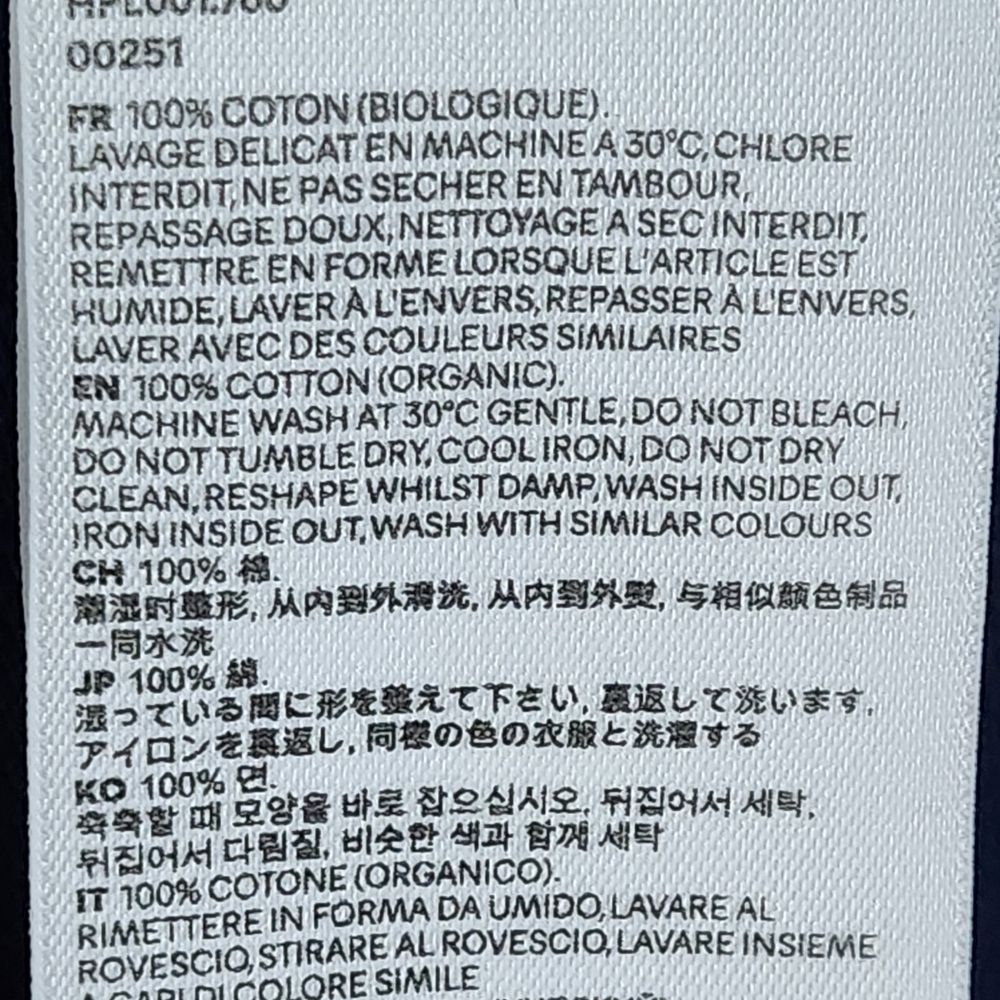 00251
FR 100% COTON (BIOLOGIQUE).
LAVAGE DELICAT EN MACHINE A 30°C, CHLORE
INTERDIT, NE PAS SECHER EN TAMBOUR,
REPASSAGE DOUX, NETTOYAGE A SEC INTERDIT,
REMETTRE EN FORME LORSQUE L'ARTICLE EST
HUMIDE, LAVER À L'ENVERS, REPASSER À L'ENVERS,
LAVER AVEC DES COULEURS SIMILAIRES
EN 100% COTTON (ORGANIC).
MACHINE WASH AT 30°C GENTLE, DO NOT BLEACH,
DO NOT TUMBLE DRY, COOL IRON, DO NOT DRY
CLEAN, RESHAPE WHILST DAMP, WASH INSIDE OUT,
IRON INSIDE OUT, WASH WITH SIMILAR COLOURS
CH 100% 棉.
潮湿时整形, 从内到外清洗, 从内到外熨, 与相似颜色制品
一同水洗
JP 100% 綿.
湿っている間に形を整えて下さい, 裏返して洗います,
アイロンを裏返し, 同様の色の衣服と洗濯する
KO 100% 면.
축축할 때 모양을 바로 잡으십시오, 뒤집어서 세탁,
뒤집어서 다림질, 비슷한 색과 함께 세탁
IT 100% COTONE (ORGANICO).
RIMETTERE IN FORMA DA UMIDO, LAVARE AL
ROVESCIO, STIRARE AL ROVESCIO, LAVARE INSIEME
A CAPI DI COLORE SIMILE